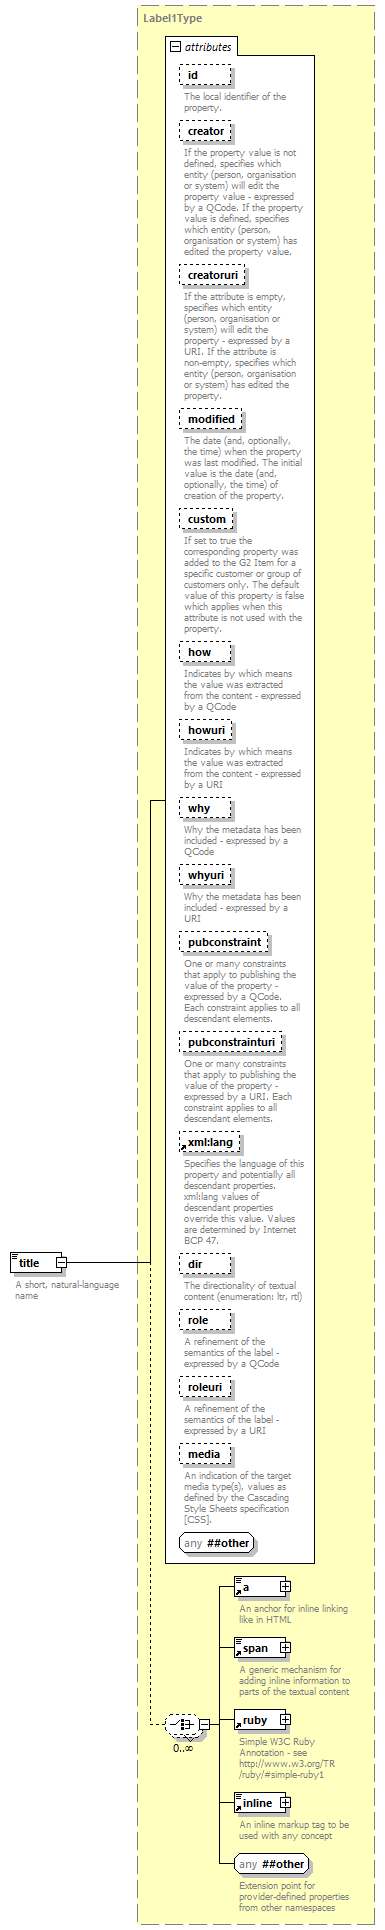 Label1Type
attributes
id
The local identifier of the
property.
creator
If the property value is not
defined, specifies which
entity (person, organisation
or system) will edit the
property value - expressed
by a QCode. If the property
value is defined, specifies
which entity (person,
organisation or system) has
edited the property value.
creatoruri
If the attribute is empty,
specifies which entity
(person, organisation or
system) will edit the
property - expressed by a
URI. If the attribute is
non-empty, specifies which
entity (person, organisation
or system) has edited the
property.
modified
The date (and, optionally,
the time) when the property
was last modified. The initial
value is the date (and,
optionally, the time) of
creation of the property.
custom
If set to true the
corresponding property was
added to the G2 Item for a
specific customer or group of
customers only. The default
value of this property is false
which applies when this
attribute is not used with the
property.
how
Indicates by which means
the value was extracted
from the content - expressed
by a QCode
howuri
Indicates by which means
the value was extracted
from the content - expressed
by a URI
why
Why the metadata has been
included - expressed by a
QCode
whyuri
Why the metadata has been
included - expressed by a
URI
pubconstraint
One or many constraints
that apply to publishing the
value of the property -
expressed by a QCode.
Each constraint applies to all
descendant elements.
pubconstrainturi
One or many constraints
that apply to publishing the
value of the property -
expressed by a URI. Each
constraint applies to all
descendant elements.
xml:lang
Specifies the language of this
property and potentially all
descendant properties.
xml:lang values of
descendant properties
override this value. Values
are determined by Internet
BCP 47.
title
A short, natural-language
name
dir
The directionality of textual
content (enumeration: ltr, rtl)
role
A refinement of the
semantics of the label -
expressed by a QCode
roleuri
A refinement of the
semantics of the label -
expressed by a URI
media
An indication of the target
media type(s), values as
defined by the Cascading
Style Sheets specification
[CSS].
any ##other
a
An anchor for inline linking
like in HTML
span
A generic mechanism for
adding inline information to
parts of the textual content
ruby
0..∞
Simple W3C Ruby
Annotation - see
http://www.w3.org/TR
/ruby/#simple-ruby1
inline
An inline markup tag to be
used with any concept
any ##other
Extension point for
provider-defined properties
from other namespaces